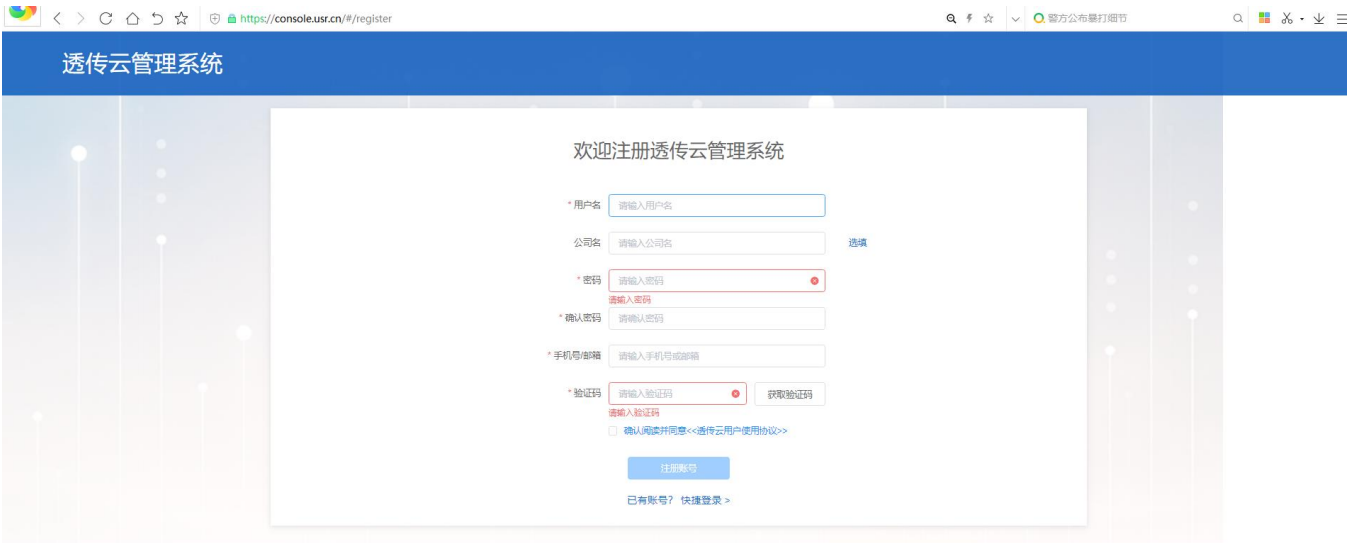 https://console.usr.cn/#/register
警方公布暴打细节
透传云管理系统
欢迎注册透传云管理系统
* 用户名 请输入用户名
公司名 请输入公司名 选填
* 密码 请输入密码
请输入密码
* 确认密码 请确认密码
* 手机号/邮箱 请输入手机号或邮箱
* 验证码 请输入验证码 获取验证码
请输入验证码
确认阅读并同意<<透传云用户使用协议>>
注册账号
已有账号? 快捷登录 >